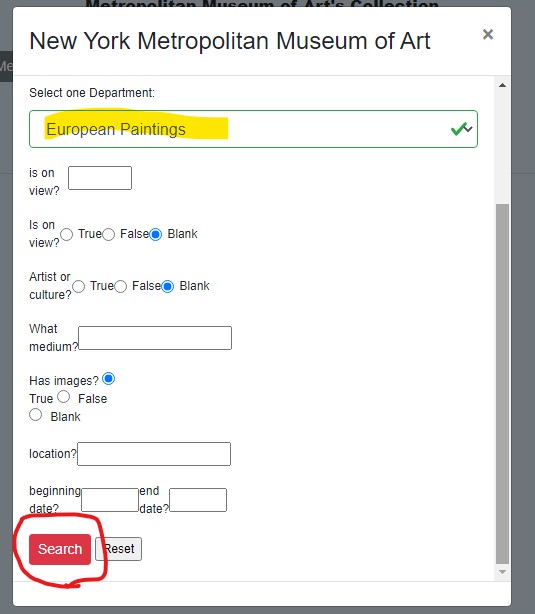 Metropolitan Museum of Art's Collection
New York Metropolitan Museum of Art
×
Me
Select one Department:
European Paintings
is on
view?
Is on
view? True False Blank
Artist or
culture? True False Blank
What
medium?
Has images?
True False
Blank
location?
beginning end
date? date?
Search Reset